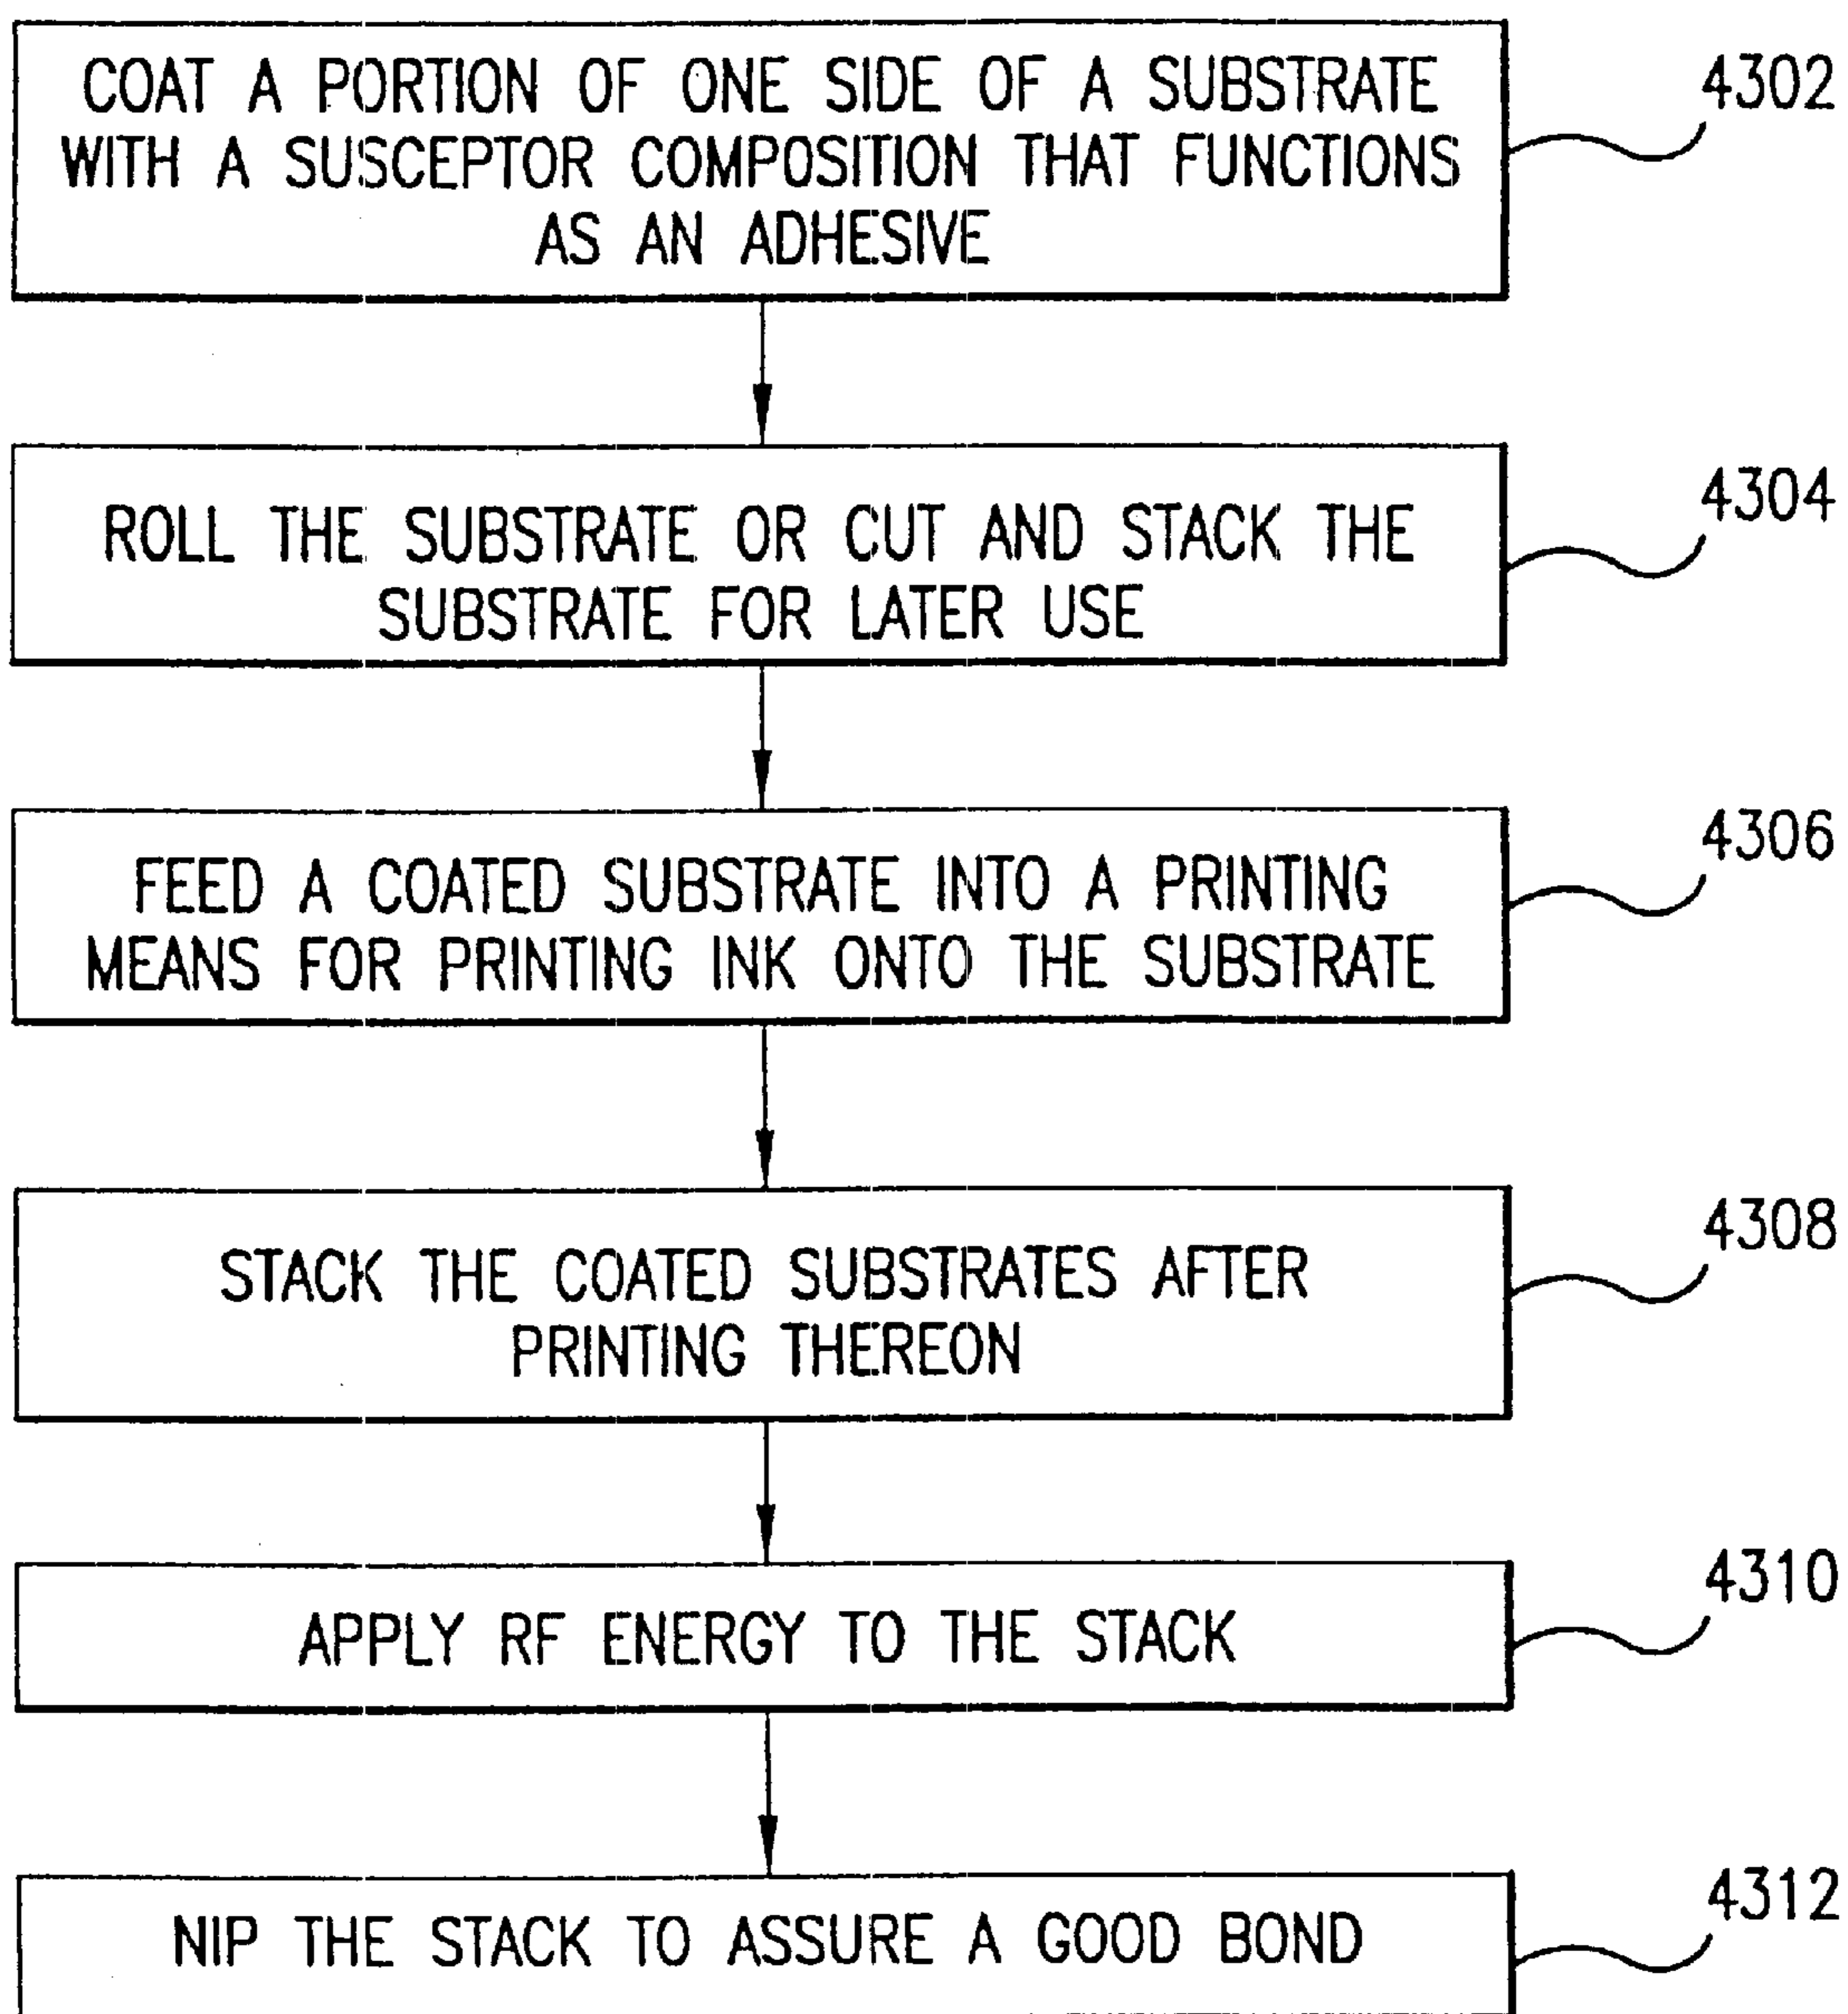 COAT A PORTION OF ONE SIDE OF A SUBSTRATE
WITH A SUSCEPTOR COMPOSITION THAT FUNCTIONS
AS AN ADHESIVE
4302
ROLL THE SUBSTRATE OR CUT AND STACK THE
SUBSTRATE FOR LATER USE
4304
FEED A COATED SUBSTRATE INTO A PRINTING
MEANS FOR PRINTING INK ONTO THE SUBSTRATE
4306
STACK THE COATED SUBSTRATES AFTER
PRINTING THEREON
4308
APPLY RF ENERGY TO THE STACK
4310
NIP THE STACK TO ASSURE A GOOD BOND
4312